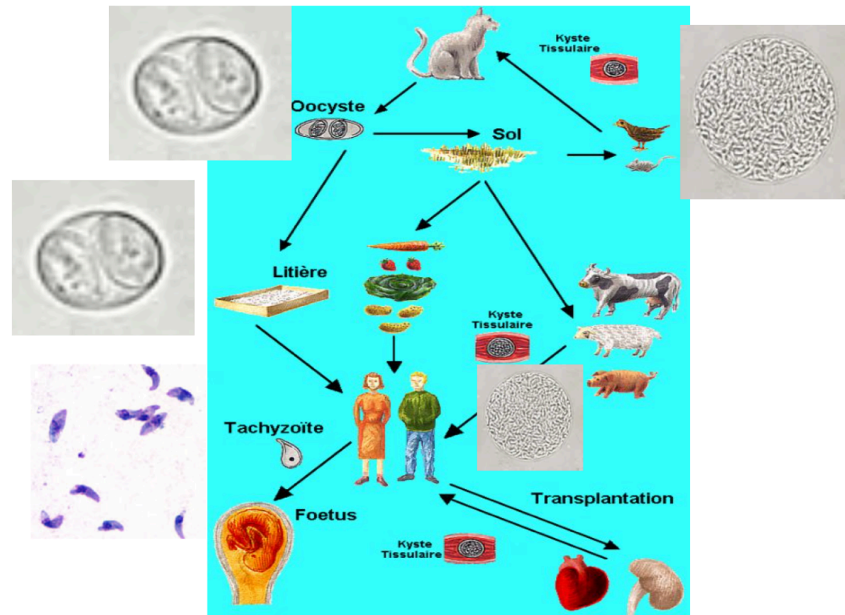 Kyste
Tissulaire
Oocyste
Sol
Litière
Kyste
Tissulaire
Tachyzoïte
Transplantation
Foetus
Kyste
Tissulaire